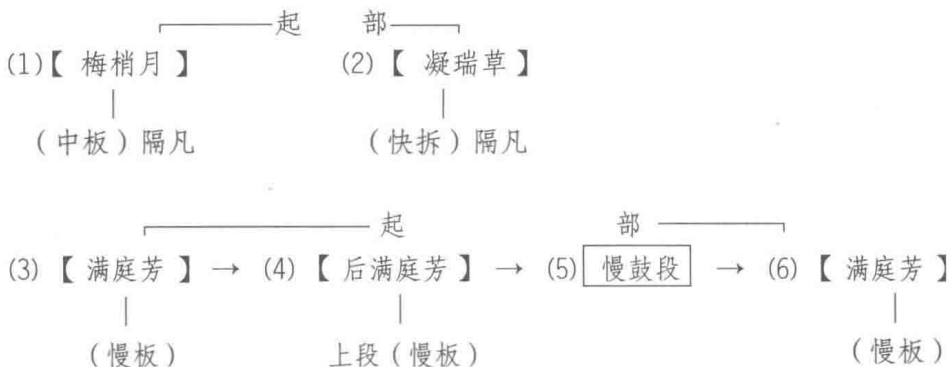 起 部
(1)【 梅梢月 】 (2)【 凝瑞草 】
(中板)隔凡 (快拆)隔凡
起 部
(3)【 满庭芳 】 → (4)【 后满庭芳 】 → (5) 慢鼓段 → (6)【 满庭芳 】
(慢板) 上段(慢板) (慢板)